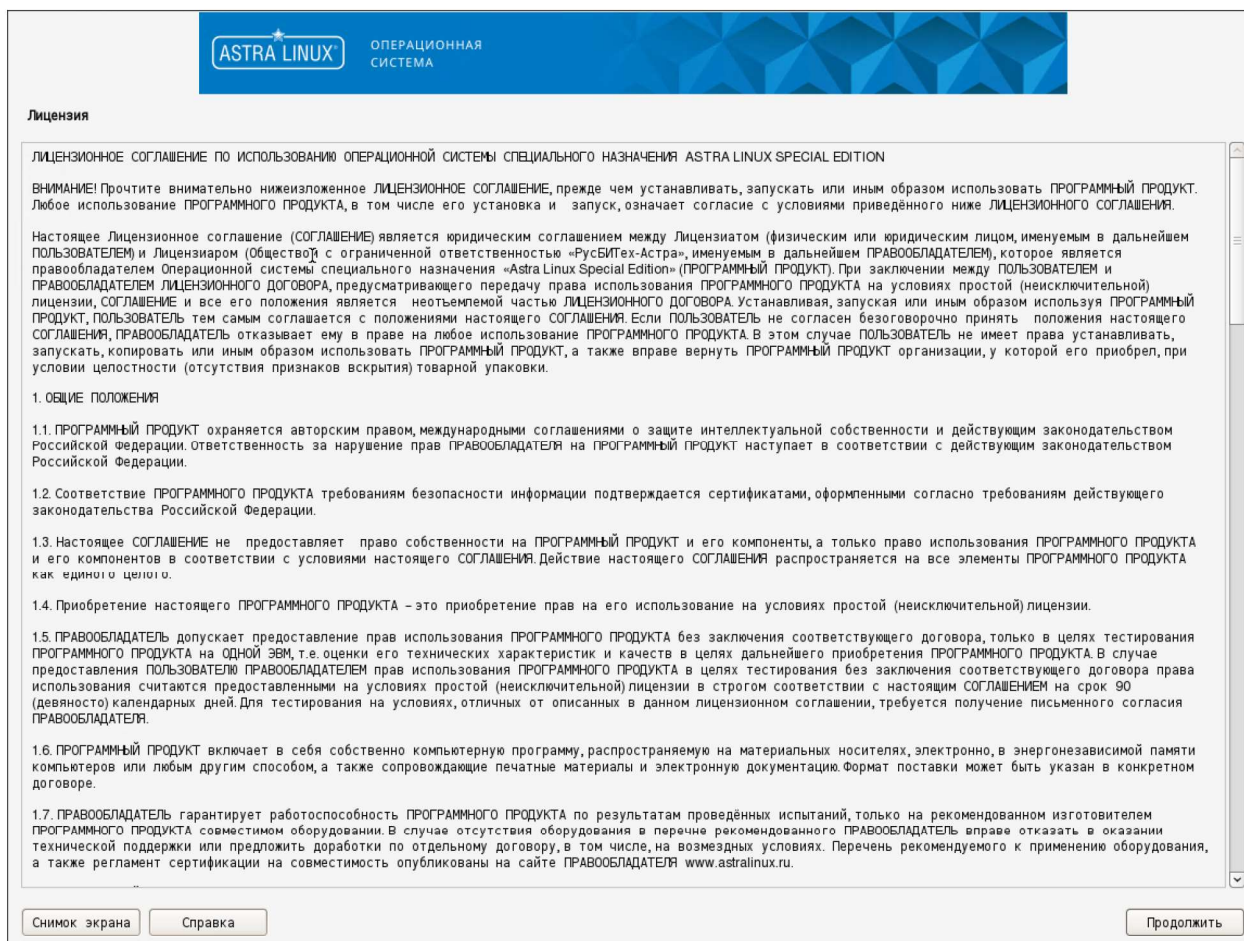 ASTRA LINUX®
ОПЕРАЦИОННАЯ
СИСТЕМА
Лицензия
ЛИЦЕНЗИОННОЕ СОГЛАШЕНИЕ ПО ИСПОЛЬЗОВАНИЮ ОПЕРАЦИОННОЙ СИСТЕМЫ СПЕЦИАЛЬНОГО НАЗНАЧЕНИЯ ASTRA LINUX SPECIAL EDITION
ВНИМАНИЕ! Прочтите внимательно нижеизложенное ЛИЦЕНЗИОННОЕ СОГЛАШЕНИЕ, прежде чем устанавливать, запускать или иным образом использовать ПРОГРАММНЫЙ ПРОДУКТ.
Любое использование ПРОГРАММНОГО ПРОДУКТА, в том числе его установка и запуск, означает согласие с условиями приведённого ниже ЛИЦЕНЗИОННОГО СОГЛАШЕНИЯ.
Настоящее Лицензионное соглашение (СОГЛАШЕНИЕ) является юридическим соглашением между Лицензиатом (физическим или юридическим лицом, именуемым в дальнейшем
ПОЛЬЗОВАТЕЛЕМ) и Лицензиаром (Обществом с ограниченной ответственностью «РусБИТех-Астра», именуемым в дальнейшем ПРАВООБЛАДАТЕЛЕМ), которое является
правообладателем Операционной системы специального назначения «Astra Linux Special Edition» (ПРОГРАММНЫЙ ПРОДУКТ). При заключении между ПОЛЬЗОВАТЕЛЕМ и
ПРАВООБЛАДАТЕЛЕМ ЛИЦЕНЗИОННОГО ДОГОВОРА, предусматривающего передачу права использования ПРОГРАММНОГО ПРОДУКТА на условиях простой (неисключительной)
лицензии, СОГЛАШЕНИЕ и все его положения является неотъемлемой частью ЛИЦЕНЗИОННОГО ДОГОВОРА. Устанавливая, запуская или иным образом используя ПРОГРАММНЫЙ
ПРОДУКТ, ПОЛЬЗОВАТЕЛЬ тем самым соглашается с положениями настоящего СОГЛАШЕНИЯ. Если ПОЛЬЗОВАТЕЛЬ не согласен безоговорочно принять положения настоящего
СОГЛАШЕНИЯ, ПРАВООБЛАДАТЕЛЬ отказывает ему в праве на любое использование ПРОГРАММНОГО ПРОДУКТА. В этом случае ПОЛЬЗОВАТЕЛЬ не имеет права устанавливать,
запускать, копировать или иным образом использовать ПРОГРАММНЫЙ ПРОДУКТ, а также вправе вернуть ПРОГРАММНЫЙ ПРОДУКТ организации, у которой его приобрел, при
условии целостности (отсутствия признаков вскрытия) товарной упаковки.
1. ОБЩИЕ ПОЛОЖЕНИЯ
1.1. ПРОГРАММНЫЙ ПРОДУКТ охраняется авторским правом, международными соглашениями о защите интеллектуальной собственности и действующим законодательством
Российской Федерации. Ответственность за нарушение прав ПРАВООБЛАДАТЕЛЯ на ПРОГРАММНЫЙ ПРОДУКТ наступает в соответствии с действующим законодательством
Российской Федерации.
1.2. Соответствие ПРОГРАММНОГО ПРОДУКТА требованиям безопасности информации подтверждается сертификатами, оформленными согласно требованиям действующего
законодательства Российской Федерации.
1.3. Настоящее СОГЛАШЕНИЕ не предоставляет право собственности на ПРОГРАММНЫЙ ПРОДУКТ и его компоненты, а только право использования ПРОГРАММНОГО ПРОДУКТА
и его компонентов в соответствии с условиями настоящего СОГЛАШЕНИЯ. Действие настоящего СОГЛАШЕНИЯ распространяется на все элементы ПРОГРАММНОГО ПРОДУКТА
как единого целого.
1.4. Приобретение настоящего ПРОГРАММНОГО ПРОДУКТА – это приобретение прав на его использование на условиях простой (неисключительной) лицензии.
1.5. ПРАВООБЛАДАТЕЛЬ допускает предоставление прав использования ПРОГРАММНОГО ПРОДУКТА без заключения соответствующего договора, только в целях тестирования
ПРОГРАММНОГО ПРОДУКТА на ОДНОЙ ЭВМ, т.е. оценки его технических характеристик и качеств в целях дальнейшего приобретения ПРОГРАММНОГО ПРОДУКТА. В случае
предоставления ПОЛЬЗОВАТЕЛЮ ПРАВООБЛАДАТЕЛЕМ прав использования ПРОГРАММНОГО ПРОДУКТА в целях тестирования без заключения соответствующего договора права
использования считаются предоставленными на условиях простой (неисключительной) лицензии в строгом соответствии с настоящим СОГЛАШЕНИЕМ на срок 90
(девяносто) календарных дней. Для тестирования на условиях, отличных от описанных в данном лицензионном соглашении, требуется получение письменного согласия
ПРАВООБЛАДАТЕЛЯ.
1.6. ПРОГРАММНЫЙ ПРОДУКТ включает в себя собственно компьютерную программу, распространяемую на материальных носителях, электронно, в энергонезависимой памяти
компьютеров или любым другим способом, а также сопровождающие печатные материалы и электронную документацию. Формат поставки может быть указан в конкретном
договоре.
1.7. ПРАВООБЛАДАТЕЛЬ гарантирует работоспособность ПРОГРАММНОГО ПРОДУКТА по результатам проведённых испытаний, только на рекомендованном изготовителем
ПРОГРАММНОГО ПРОДУКТА совместимом оборудовании. В случае отсутствия оборудования в перечне рекомендованного ПРАВООБЛАДАТЕЛЬ вправе отказать в оказании
технической поддержки или предложить доработки по отдельному договору, в том числе, на возмездных условиях. Перечень рекомендуемого к применению оборудования,
а также регламент сертификации на совместимость опубликованы на сайте ПРАВООБЛАДАТЕЛЯ www.astralinux.ru.
Снимок экрана
Справка
Продолжить